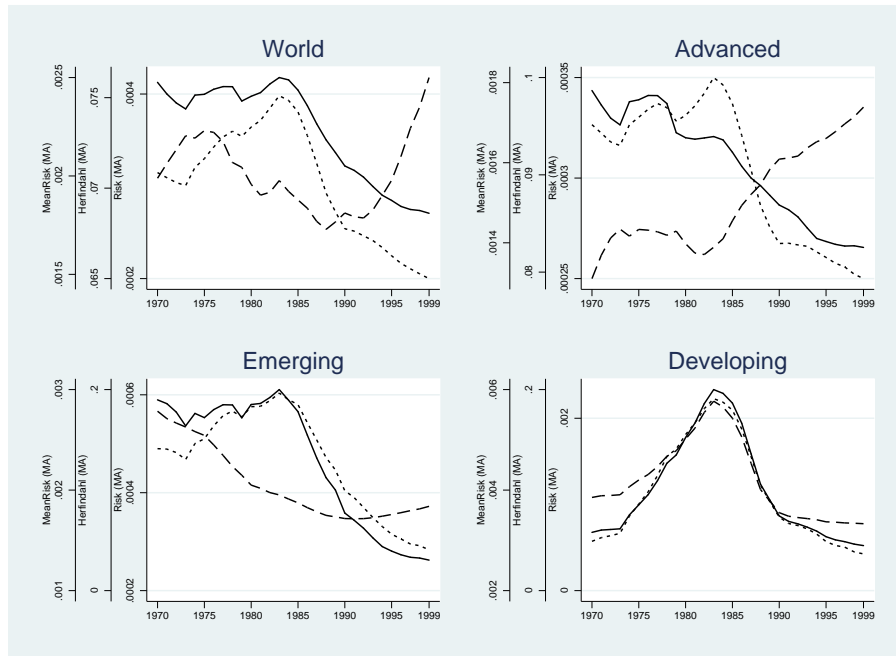 World
MeanRisk (MA)
.0015 .002 .0025
Herfindahl (MA)
.065 .07 .075
Risk (MA)
.0002 .0004
1970 1975 1980 1985 1990 1995 1999
Advanced
MeanRisk (MA)
.0014 .0016 .0018
Herfindahl (MA)
.08 .09 .1
Risk (MA)
.00025 .0003 .00035
1970 1975 1980 1985 1990 1995 1999
Emerging
MeanRisk (MA)
.001 .002 .003
Herfindahl (MA)
0 .2
Risk (MA)
.0002 .0004 .0006
1970 1975 1980 1985 1990 1995 1999
Developing
MeanRisk (MA)
.002 .004 .006
Herfindahl (MA)
0 .2
Risk (MA)
0 .002
1970 1975 1980 1985 1990 1995 1999